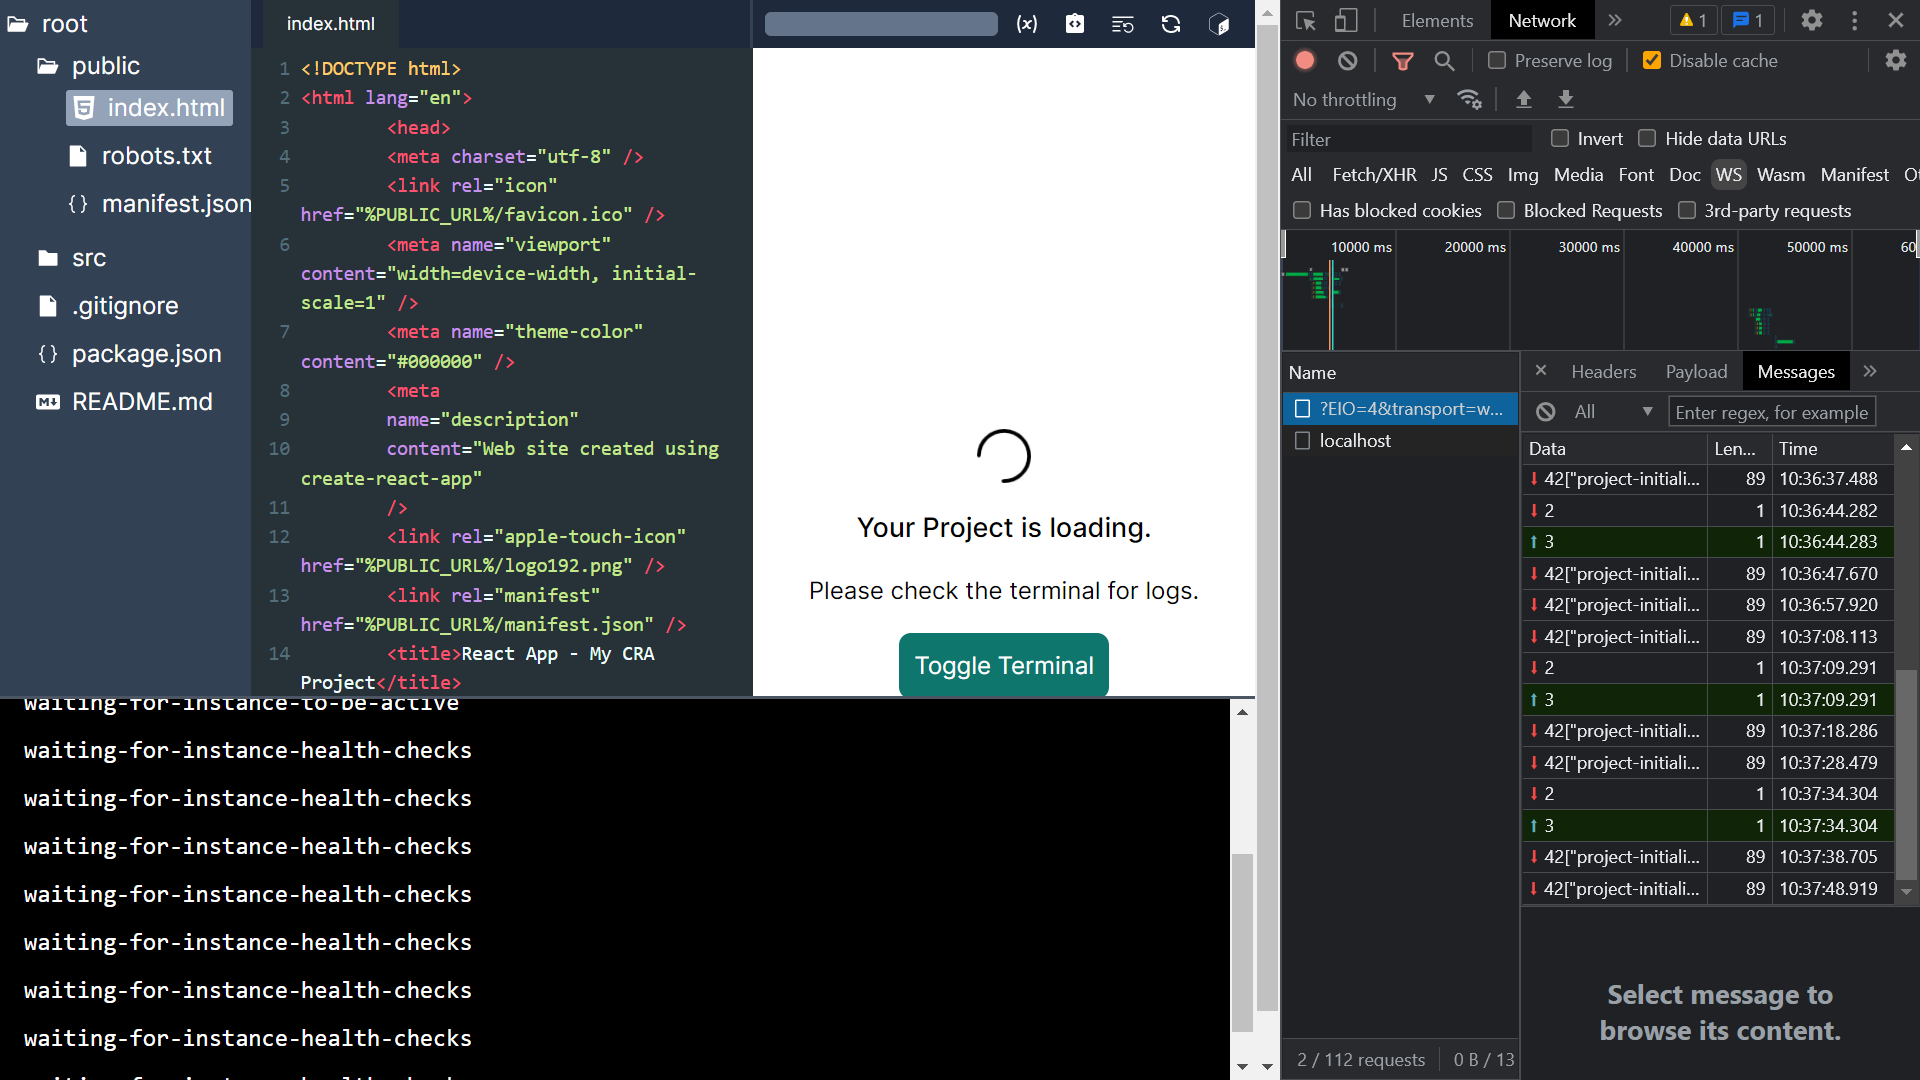 root
public
index.html
robots.txt
manifest.json
src
.gitignore
package.json
README.md
index.html
1 <!DOCTYPE html>
2 <html lang="en">
3 <head>
4 <meta charset="utf-8" />
5 <link rel="icon"
href="%PUBLIC_URL%/favicon.ico" />
6 <meta name="viewport"
content="width=device-width, initial-
scale=1" />
7 <meta name="theme-color"
content="#000000" />
8 <meta
9 name="description"
10 content="Web site created using
create-react-app"
11 />
12 <link rel="apple-touch-icon"
href="%PUBLIC_URL%/logo192.png" />
13 <link rel="manifest"
href="%PUBLIC_URL%/manifest.json" />
14 <title>React App - My CRA
Project</title>
(x)
Your Project is loading.
Please check the terminal for logs.
Toggle Terminal
waiting-for-instance-to-be-active
waiting-for-instance-health-checks
waiting-for-instance-health-checks
waiting-for-instance-health-checks
waiting-for-instance-health-checks
waiting-for-instance-health-checks
waiting-for-instance-health-checks
waiting-for-instance-health-checks
Elements Network » 1 1
Preserve log Disable cache
No throttling
Filter Invert Hide data URLs
All Fetch/XHR JS CSS Img Media Font Doc WS Wasm Manifest
Has blocked cookies Blocked Requests 3rd-party requests
10000 ms 20000 ms 30000 ms 40000 ms 50000 ms
Name
?EIO=4&transport=w...
localhost
2 / 112 requests 0 B / 13
Headers Payload Messages »
All Enter regex, for example
Data Len... Time
42["project-initiali... 89 10:36:37.488
2 1 10:36:44.282
3 1 10:36:44.283
42["project-initiali... 89 10:36:47.670
42["project-initiali... 89 10:36:57.920
42["project-initiali... 89 10:37:08.113
2 1 10:37:09.291
3 1 10:37:09.291
42["project-initiali... 89 10:37:18.286
42["project-initiali... 89 10:37:28.479
2 1 10:37:34.304
3 1 10:37:34.304
42["project-initiali... 89 10:37:38.705
42["project-initiali... 89 10:37:48.919
Select message to
browse its content.